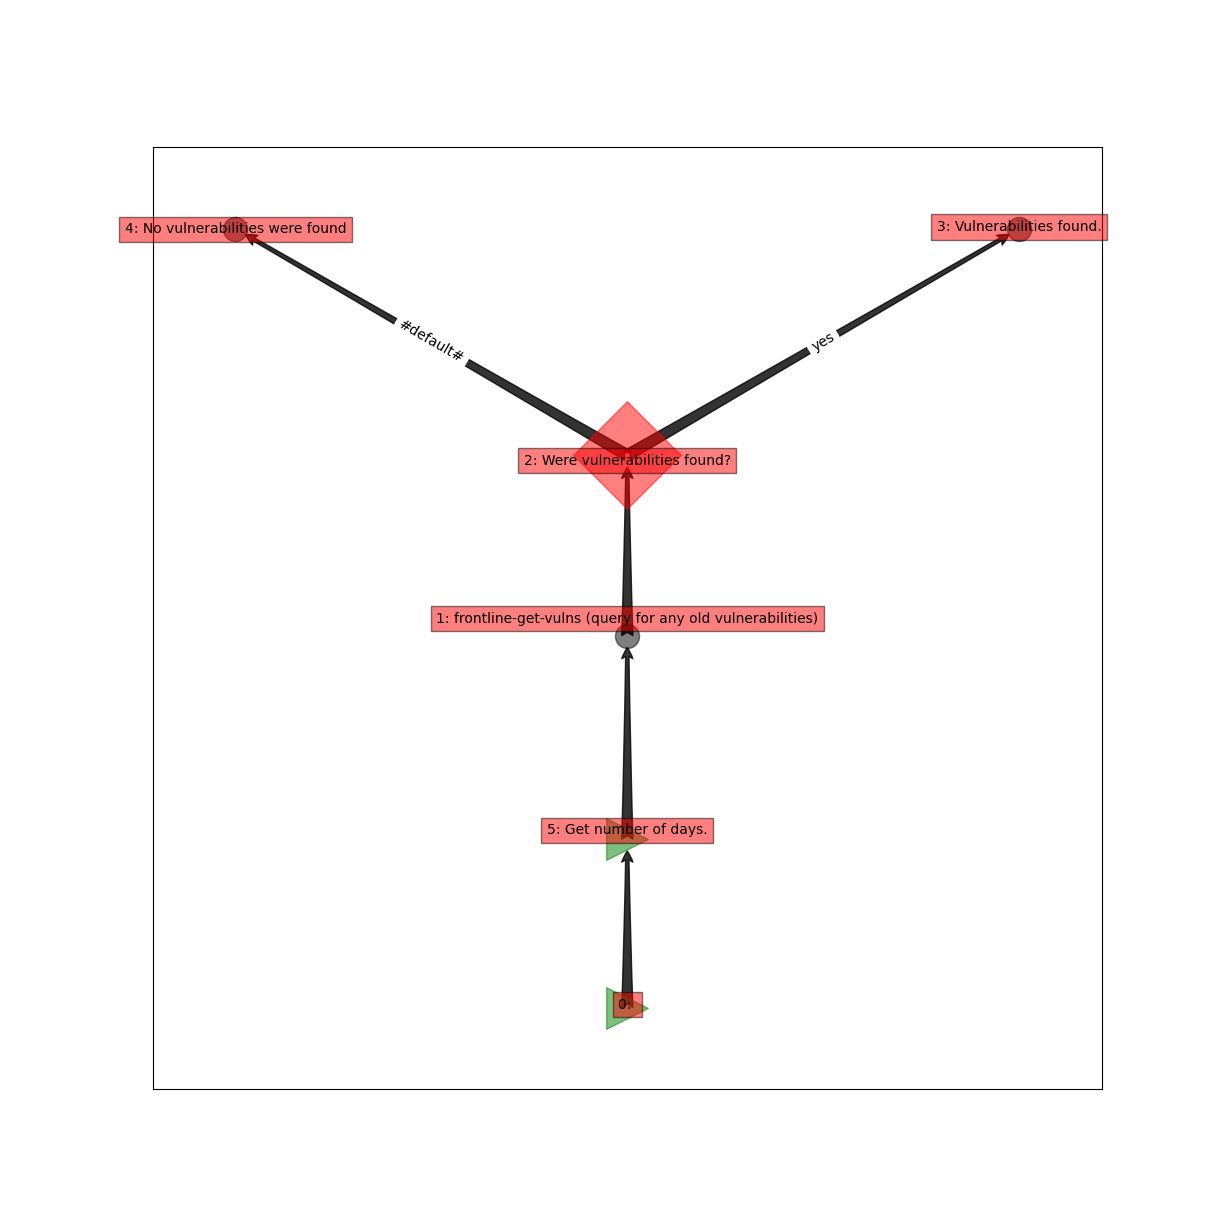 4: No vulnerabilities were found
3: Vulnerabilities found.
#default#
yes
2: Were vulnerabilities found?
1: frontline-get-vulns (query for any old vulnerabilities)
5: Get number of days.
0: